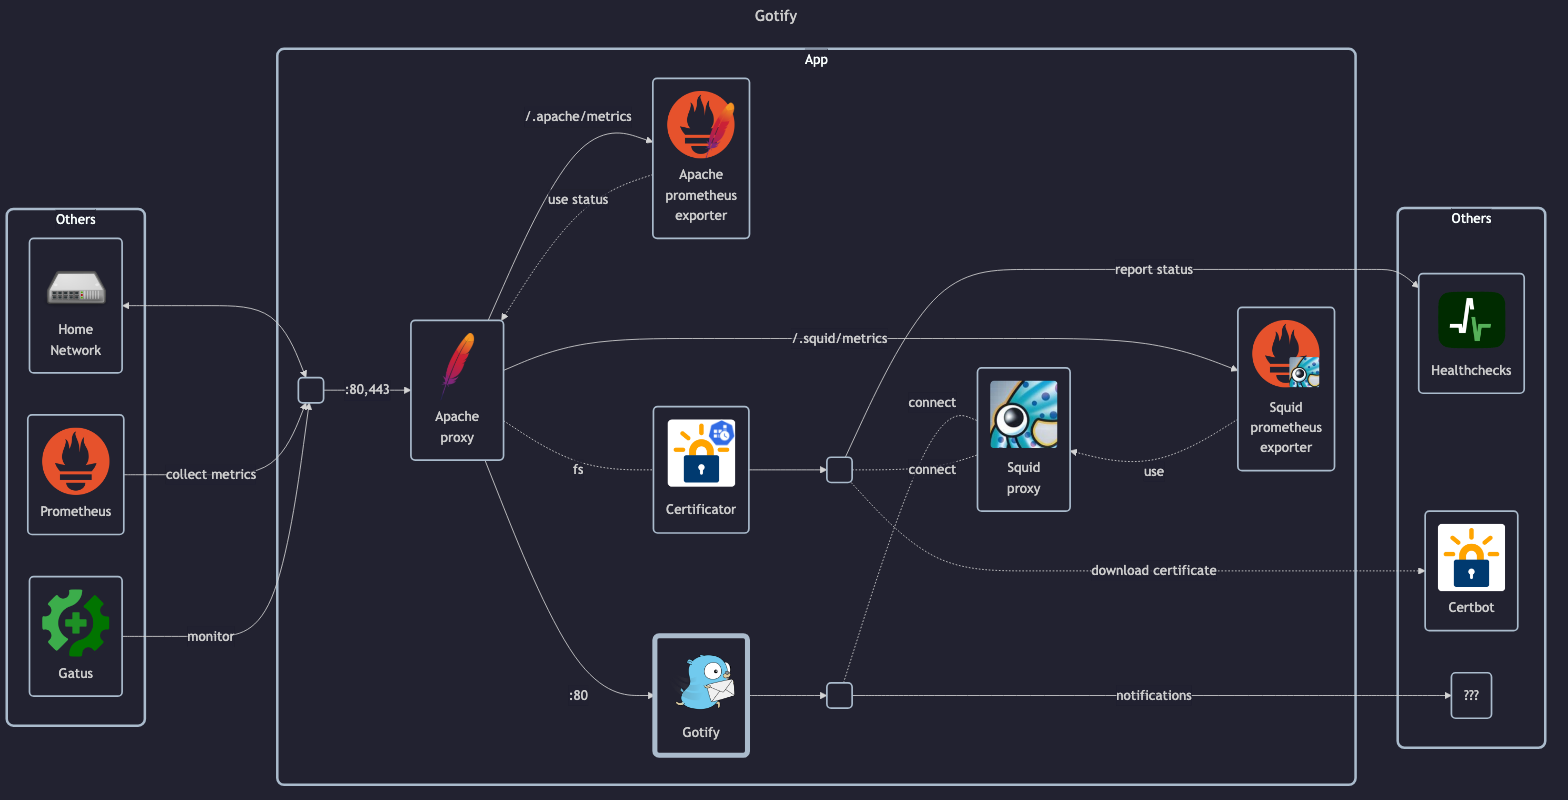 Gotify
App
/.apache/metrics
Apache
prometheus
exporter
use status
Others
Home
Network
Prometheus
Gatus
collect metrics
monitor
:80,443
Apache
proxy
fs
Certificator
:80
Gotify
/.squid/metrics
connect
connect
Squid
proxy
use
Squid
prometheus
exporter
report status
download certificate
notifications
Others
Healthchecks
Certbot
???